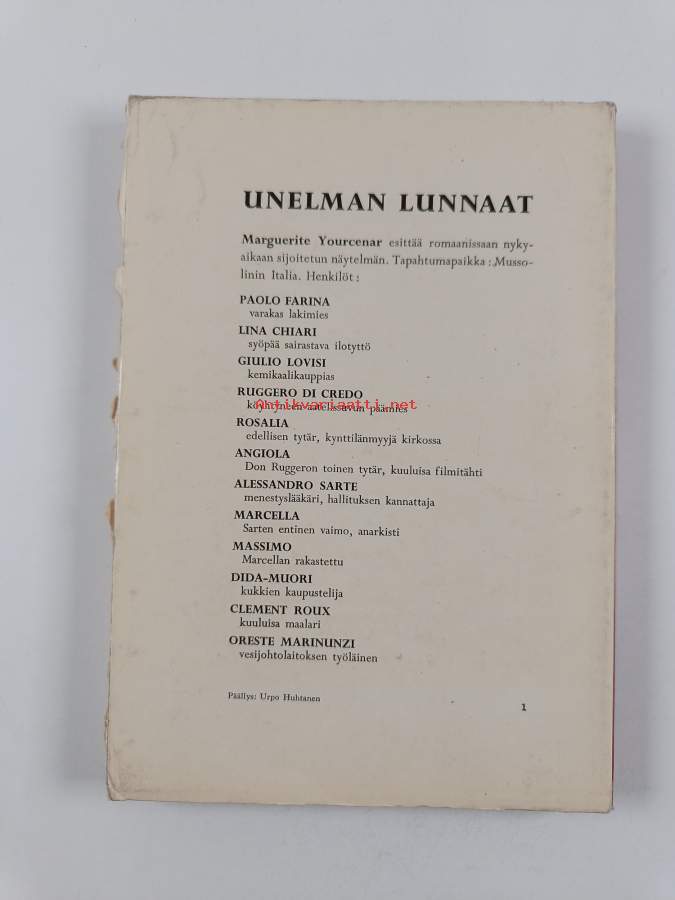 UNELMAN LUNNAAT
Marguerite Yourcenar esittää romaanissaan nyky-
aikaan sijoitetun näytelmän. Tapahtumapaikka: Musso-
linin Italia. Henkilöt:
PAOLO FARINA
varakas lakimies
LINA CHIARI
syöpää sairastava ilotyttö
GIULIO LOVISI
kemikaalikauppias
RUGGERO DI CREDO
köyhtyneen aatelissuvun päämies
Antikvariaatti.net
ROSALIA
edellisen tytär, kynttilänmyyjä kirkossa
ANGIOLA
Don Ruggeron toinen tytär, kuuluisa filmitähti
ALESSANDRO SARTE
menestyslääkäri, hallituksen kannattaja
MARCELLA
Sarten entinen vaimo, anarkisti
MASSIMO
Marcellan rakastettu
DIDA-MUORI
kukkien kaupustelija
CLEMENT ROUX
kuuluisa maalari
ORESTE MARINUNZI
vesijohtolaitoksen työläinen
Päällys: Urpo Huhtanen
1